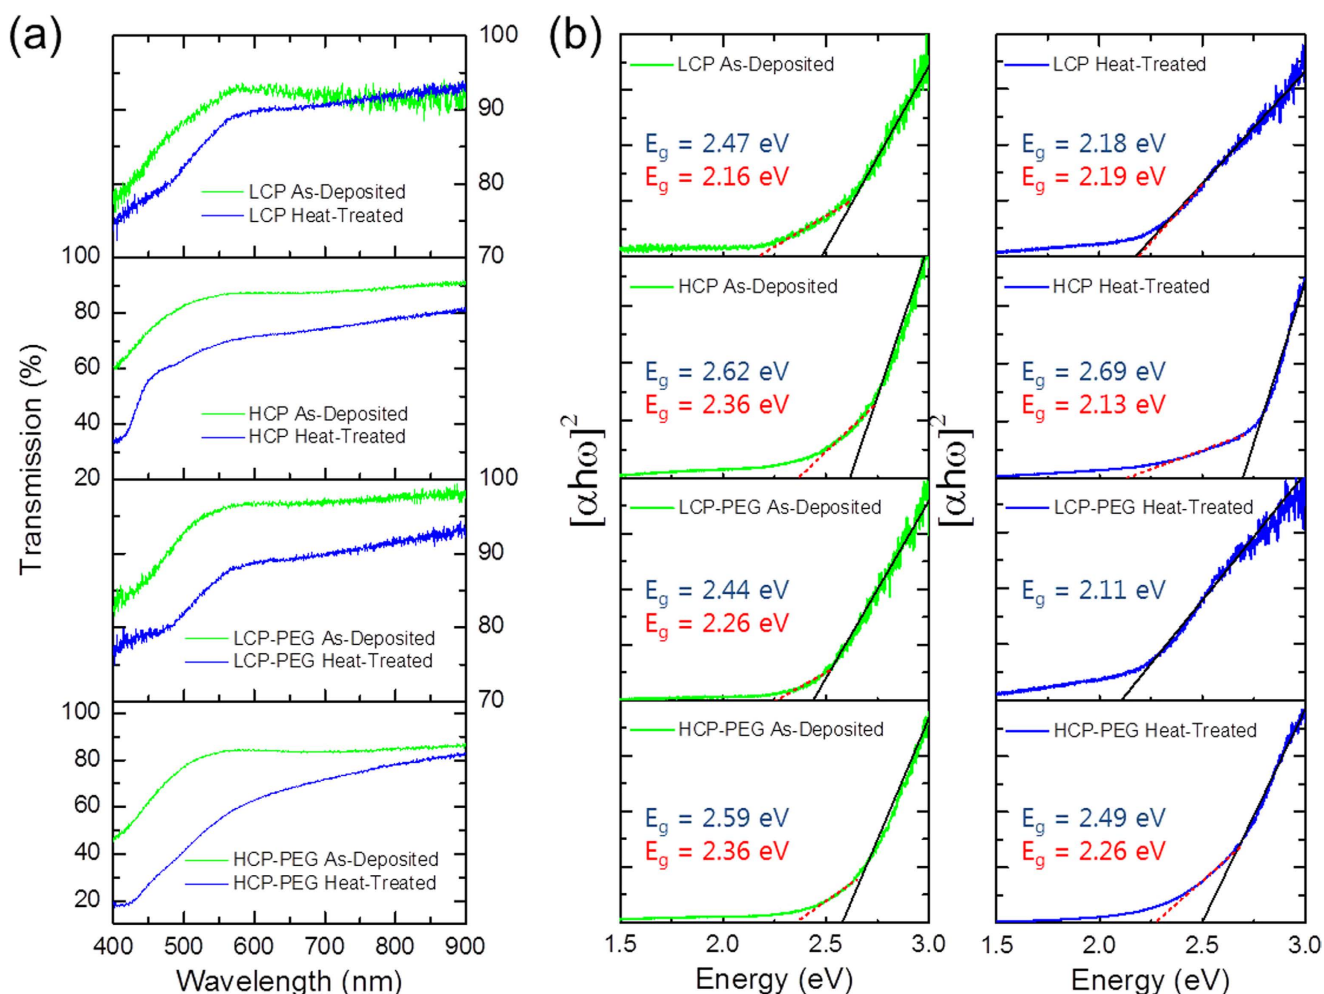 (a)
100
90
80
70
LCP As-Deposited
LCP Heat-Treated
100
80
60
40
20
HCP As-Deposited
HCP Heat-Treated
100
90
80
70
LCP-PEG As-Deposited
LCP-PEG Heat-Treated
100
80
60
40
20
HCP-PEG As-Deposited
HCP-PEG Heat-Treated
400 500 600 700 800 900
Wavelength (nm)
Transmission (%)
(b)
LCP As-Deposited
Eg = 2.47 eV
Eg = 2.16 eV
HCP As-Deposited
Eg = 2.62 eV
Eg = 2.36 eV
LCP-PEG As-Deposited
Eg = 2.44 eV
Eg = 2.26 eV
HCP-PEG As-Deposited
Eg = 2.59 eV
Eg = 2.36 eV
1.5 2.0 2.5 3.0
Energy (eV)
[αhω]²
LCP Heat-Treated
Eg = 2.18 eV
Eg = 2.19 eV
HCP Heat-Treated
Eg = 2.69 eV
Eg = 2.13 eV
LCP-PEG Heat-Treated
Eg = 2.11 eV
HCP-PEG Heat-Treated
Eg = 2.49 eV
Eg = 2.26 eV
1.5 2.0 2.5 3.0
Energy (eV)
[αhω]²